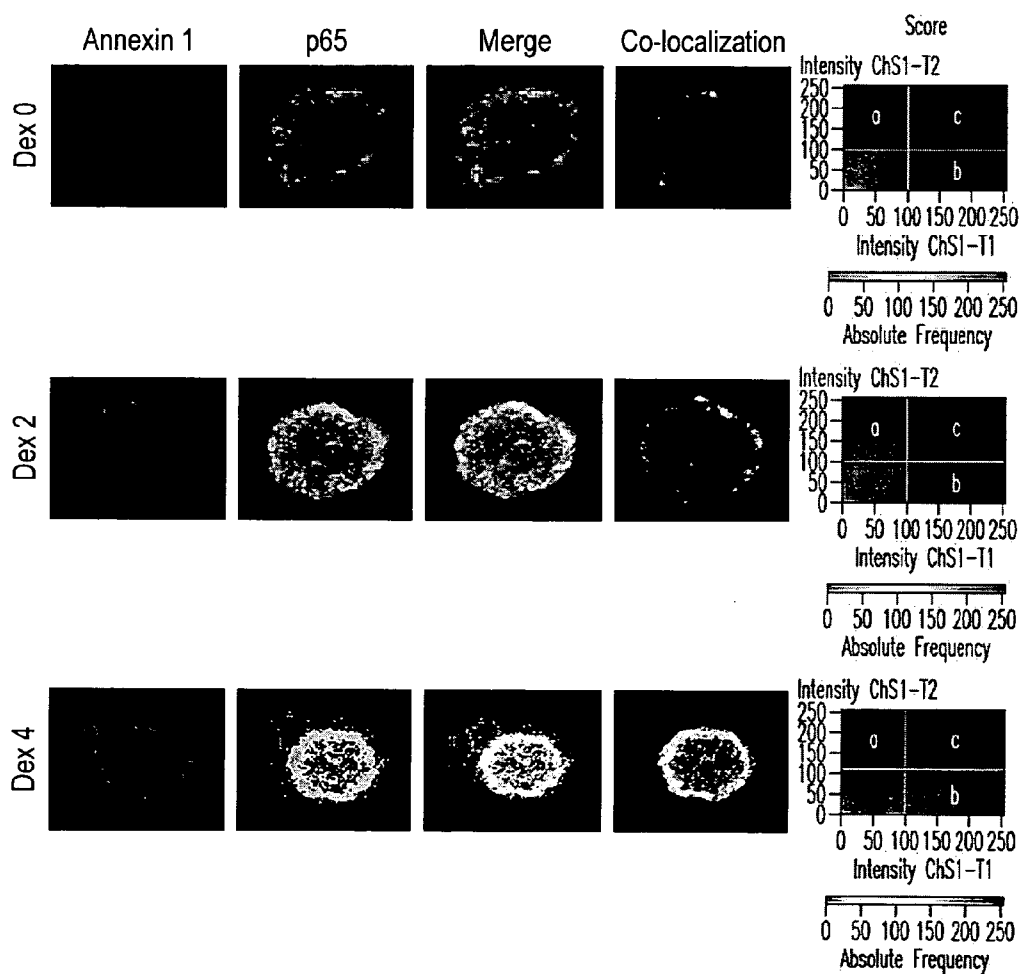 Annexin 1 p65 Merge Co-localization Score
Dex 0
Intensity ChS1-T2
250
200
150
100
50
0
a c
b
0 50 100 150 200 250
Intensity ChS1-T1
0 50 100 150 200 250
Absolute Frequency
Dex 2
Intensity ChS1-T2
250
200
150
100
50
0
a c
b
0 50 100 150 200 250
Intensity ChS1-T1
0 50 100 150 200 250
Absolute Frequency
Dex 4
Intensity ChS1-T2
250
200
150
100
50
0
a c
b
0 50 100 150 200 250
Intensity ChS1-T1
0 50 100 150 200 250
Absolute Frequency